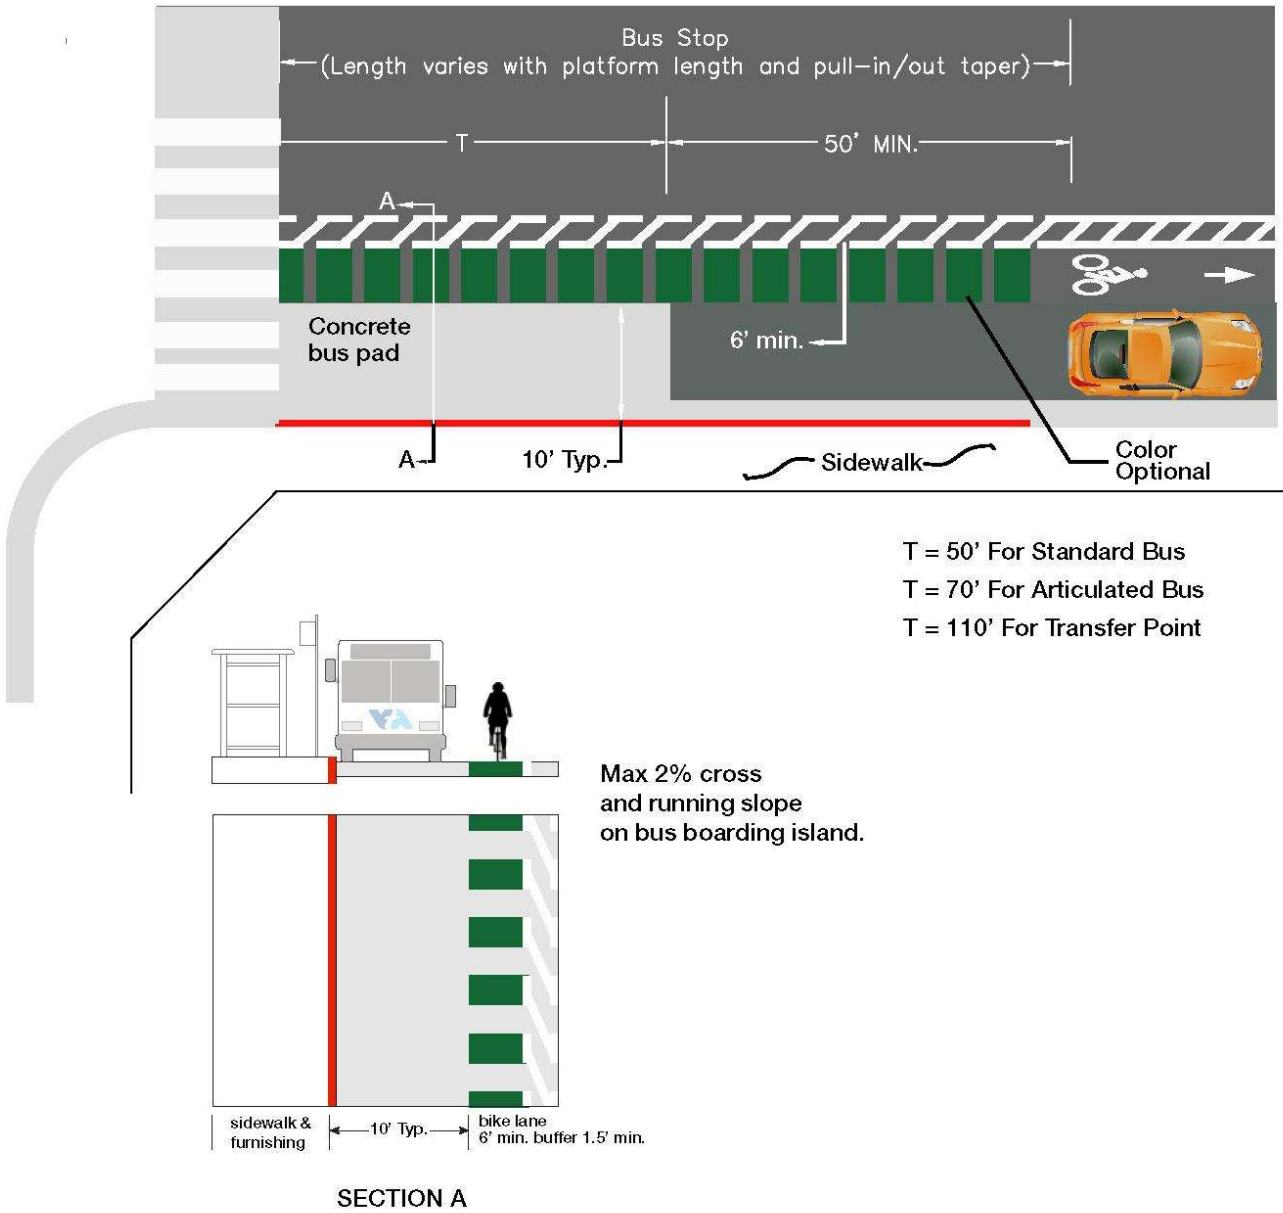 Bus Stop
(Length varies with platform length and pull-in/out taper)
T
50' MIN.
A
Concrete
bus pad
6' min.
A
10' Typ.
Sidewalk
Color
Optional
T = 50' For Standard Bus
T = 70' For Articulated Bus
T = 110' For Transfer Point
VTA
Max 2% cross
and running slope
on bus boarding island.
sidewalk &
furnishing
10' Typ.
bike lane
6' min. buffer 1.5' min.
SECTION A